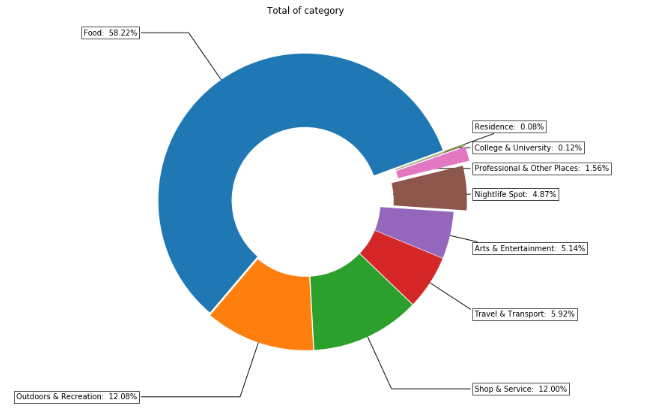 Total of category
Food: 58.22%
Residence: 0.08%
College & University: 0.12%
Professional & Other Places: 1.56%
Nightlife Spot: 4.87%
Arts & Entertainment: 5.14%
Travel & Transport: 5.92%
Shop & Service: 12.00%
Outdoors & Recreation: 12.08%